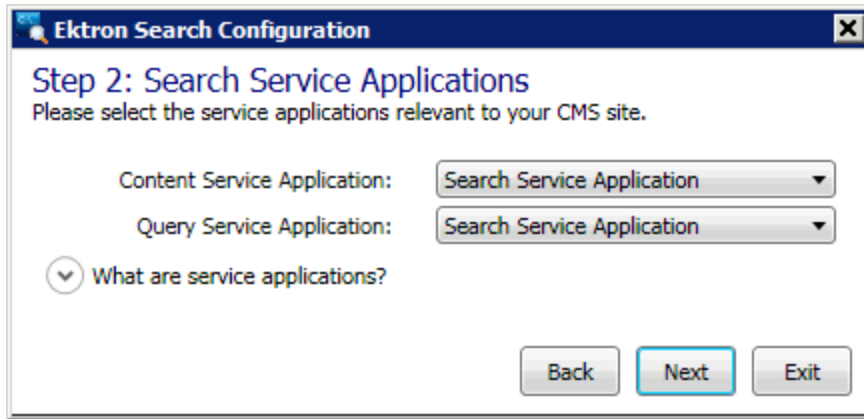 Ektron Search Configuration
Step 2: Search Service Applications
Please select the service applications relevant to your CMS site.
Content Service Application: Search Service Application
Query Service Application: Search Service Application
What are service applications?
Back Next Exit